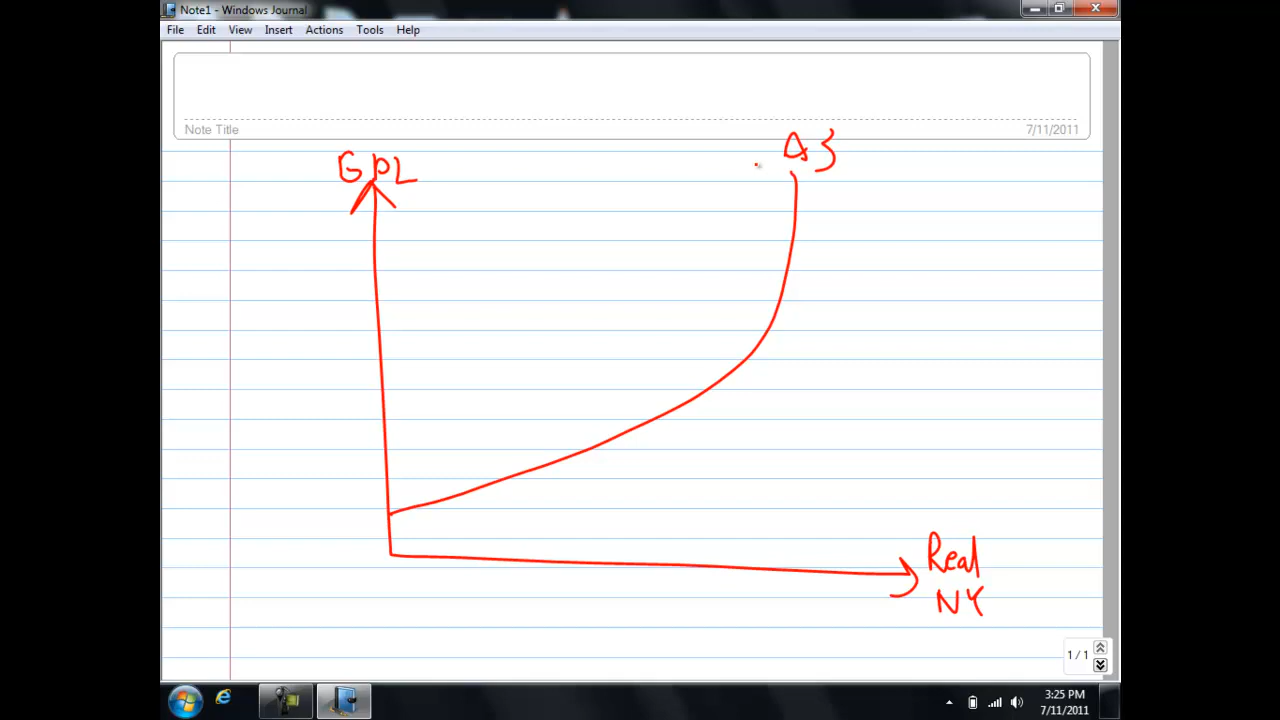 Note1 - Windows Journal
File Edit View Insert Actions Tools Help
Note Title
7/11/2011
GPL
AS
Real
NY
1 / 1
3:25 PM
7/11/2011